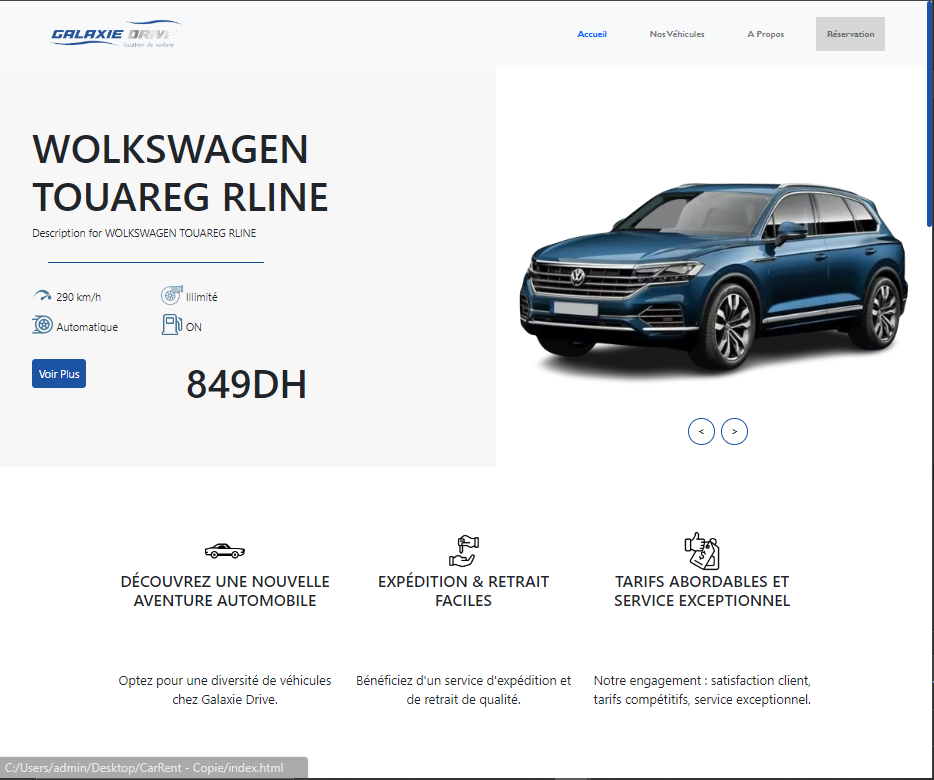 GALAXIE DRIVE
location de voiture
Accueil
Nos Véhicules
A Propos
Réservation
WOLKSWAGEN
TOUAREG RLINE
Description for WOLKSWAGEN TOUAREG RLINE
290 km/h
Illimité
Automatique
ON
Voir Plus
849DH
<
>
DÉCOUVREZ UNE NOUVELLE
AVENTURE AUTOMOBILE
Optez pour une diversité de véhicules
chez Galaxie Drive.
EXPÉDITION & RETRAIT
FACILES
Bénéficiez d'un service d'expédition et
de retrait de qualité.
TARIFS ABORDABLES ET
SERVICE EXCEPTIONNEL
Notre engagement : satisfaction client,
tarifs compétitifs, service exceptionnel.
C:/Users/admin/Desktop/CarRent - Copie/index.html